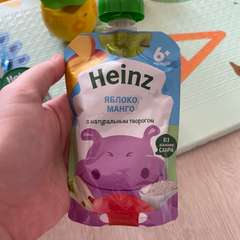 6+
Heinz
ЯБЛОКО,
МАНГО
с натуральным творогом
БЕЗ
САХАРА